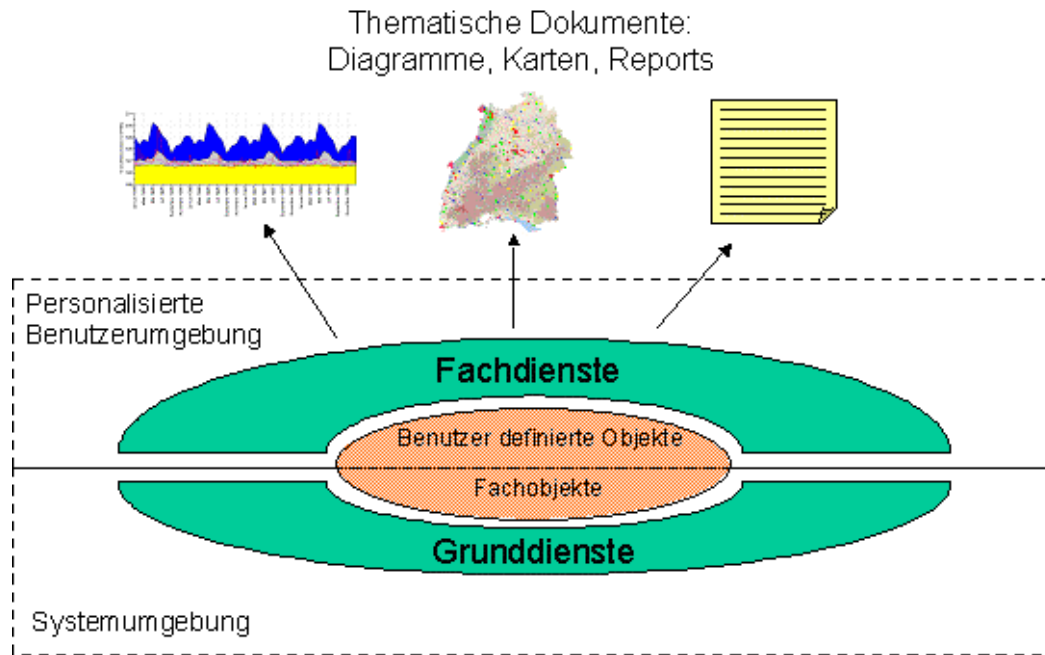 Thematische Dokumente:
Diagramme, Karten, Reports
Personalisierte
Benutzerumgebung
Fachdienste
Benutzer definierte Objekte
Fachobjekte
Grunddienste
Systemumgebung